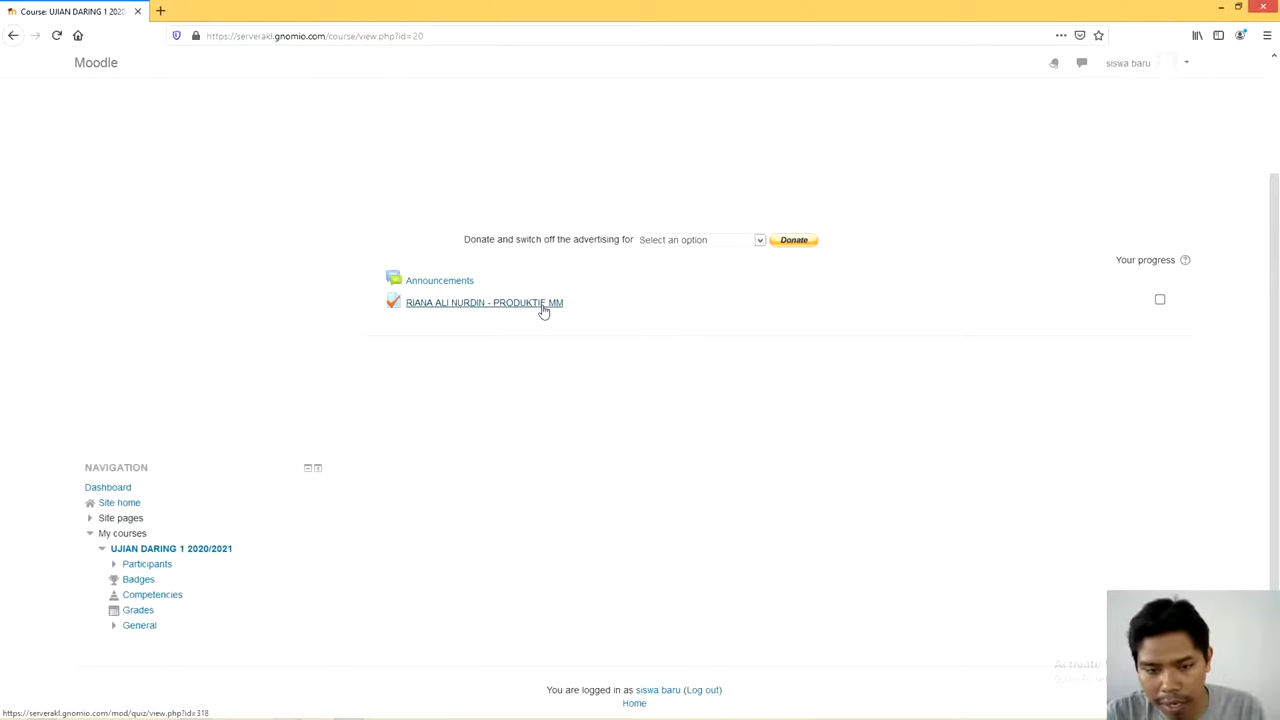 Course: UJIAN DARING 1 2020
https://serverakl.gnomio.com/course/view.php?id=20
Moodle
siswa baru
Donate and switch off the advertising for Select an option Donate
Your progress
Announcements
RIANA ALI NURDIN - PRODUKTIF MM
NAVIGATION
Dashboard
Site home
Site pages
My courses
UJIAN DARING 1 2020/2021
Participants
Badges
Competencies
Grades
General
Activate
You are logged in as siswa baru (Log out)
Home
https://serverakl.gnomio.com/mod/quiz/view.php?id=318